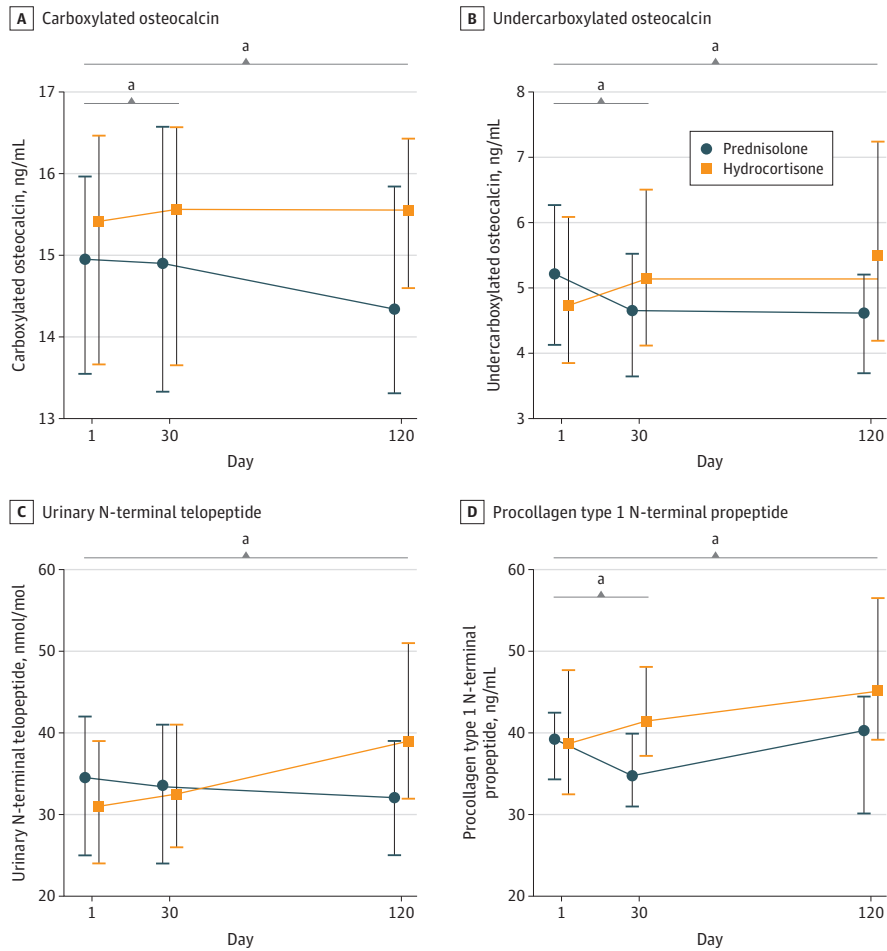 A Carboxylated osteocalcin
a
a
17
16
15
14
13
Carboxylated osteocalcin, ng/mL
1 30 120
Day
B Undercarboxylated osteocalcin
a
a
8
7
6
5
4
3
Undercarboxylated osteocalcin, ng/mL
Prednisolone
Hydrocortisone
1 30 120
Day
C Urinary N-terminal telopeptide
a
60
50
40
30
20
Urinary N-terminal telopeptide, nmol/mol
1 30 120
Day
D Procollagen type 1 N-terminal propeptide
a
a
60
50
40
30
20
Procollagen type 1 N-terminal
propeptide, ng/mL
1 30 120
Day